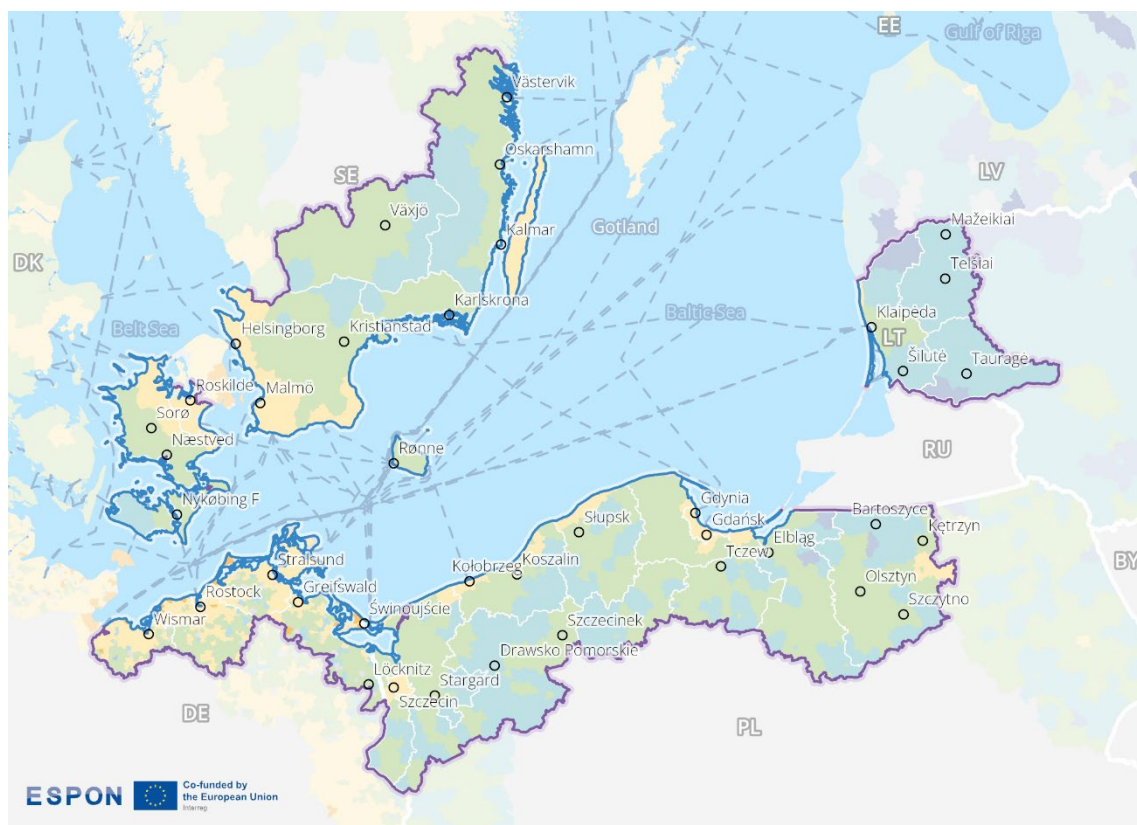 EE
Gulf of Riga
Västervik
Oskarshamn
SE
LV
Växjö
Gotland
Mažeikiai
Kalmar
DK
Telšiai
Karlskrona
Baltic Sea
Belt Sea
Helsingborg
Kristianstad
Klaipėda
LT
Šilutė
Tauragė
Roskilde
Malmö
Sorø
Næstved
Rønne
RU
Nykøbing F
Gdynia
Bartoszyce
Słupsk
Gdańsk
Kętrzyn
Elbląg
Tczew
BY
Stralsund
Kołobrzeg
Koszalin
Olsztyn
Rostock
Greifswald
Szczytno
Świnoujście
Wismar
Szczecinek
Drawsko Pomorskie
Löcknitz
Stargard
Szczecin
DE
PL
ESPON
Co-funded by
the European Union
Interreg